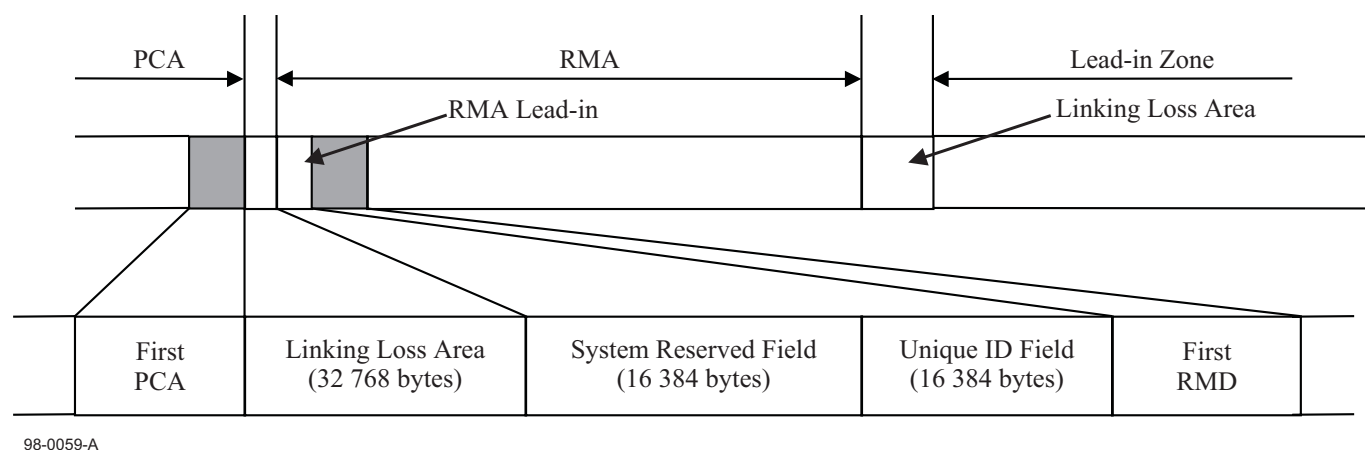 PCA
RMA
Lead-in Zone
RMA Lead-in
Linking Loss Area
First
PCA
Linking Loss Area
(32 768 bytes)
System Reserved Field
(16 384 bytes)
Unique ID Field
(16 384 bytes)
First
RMD
98-0059-A